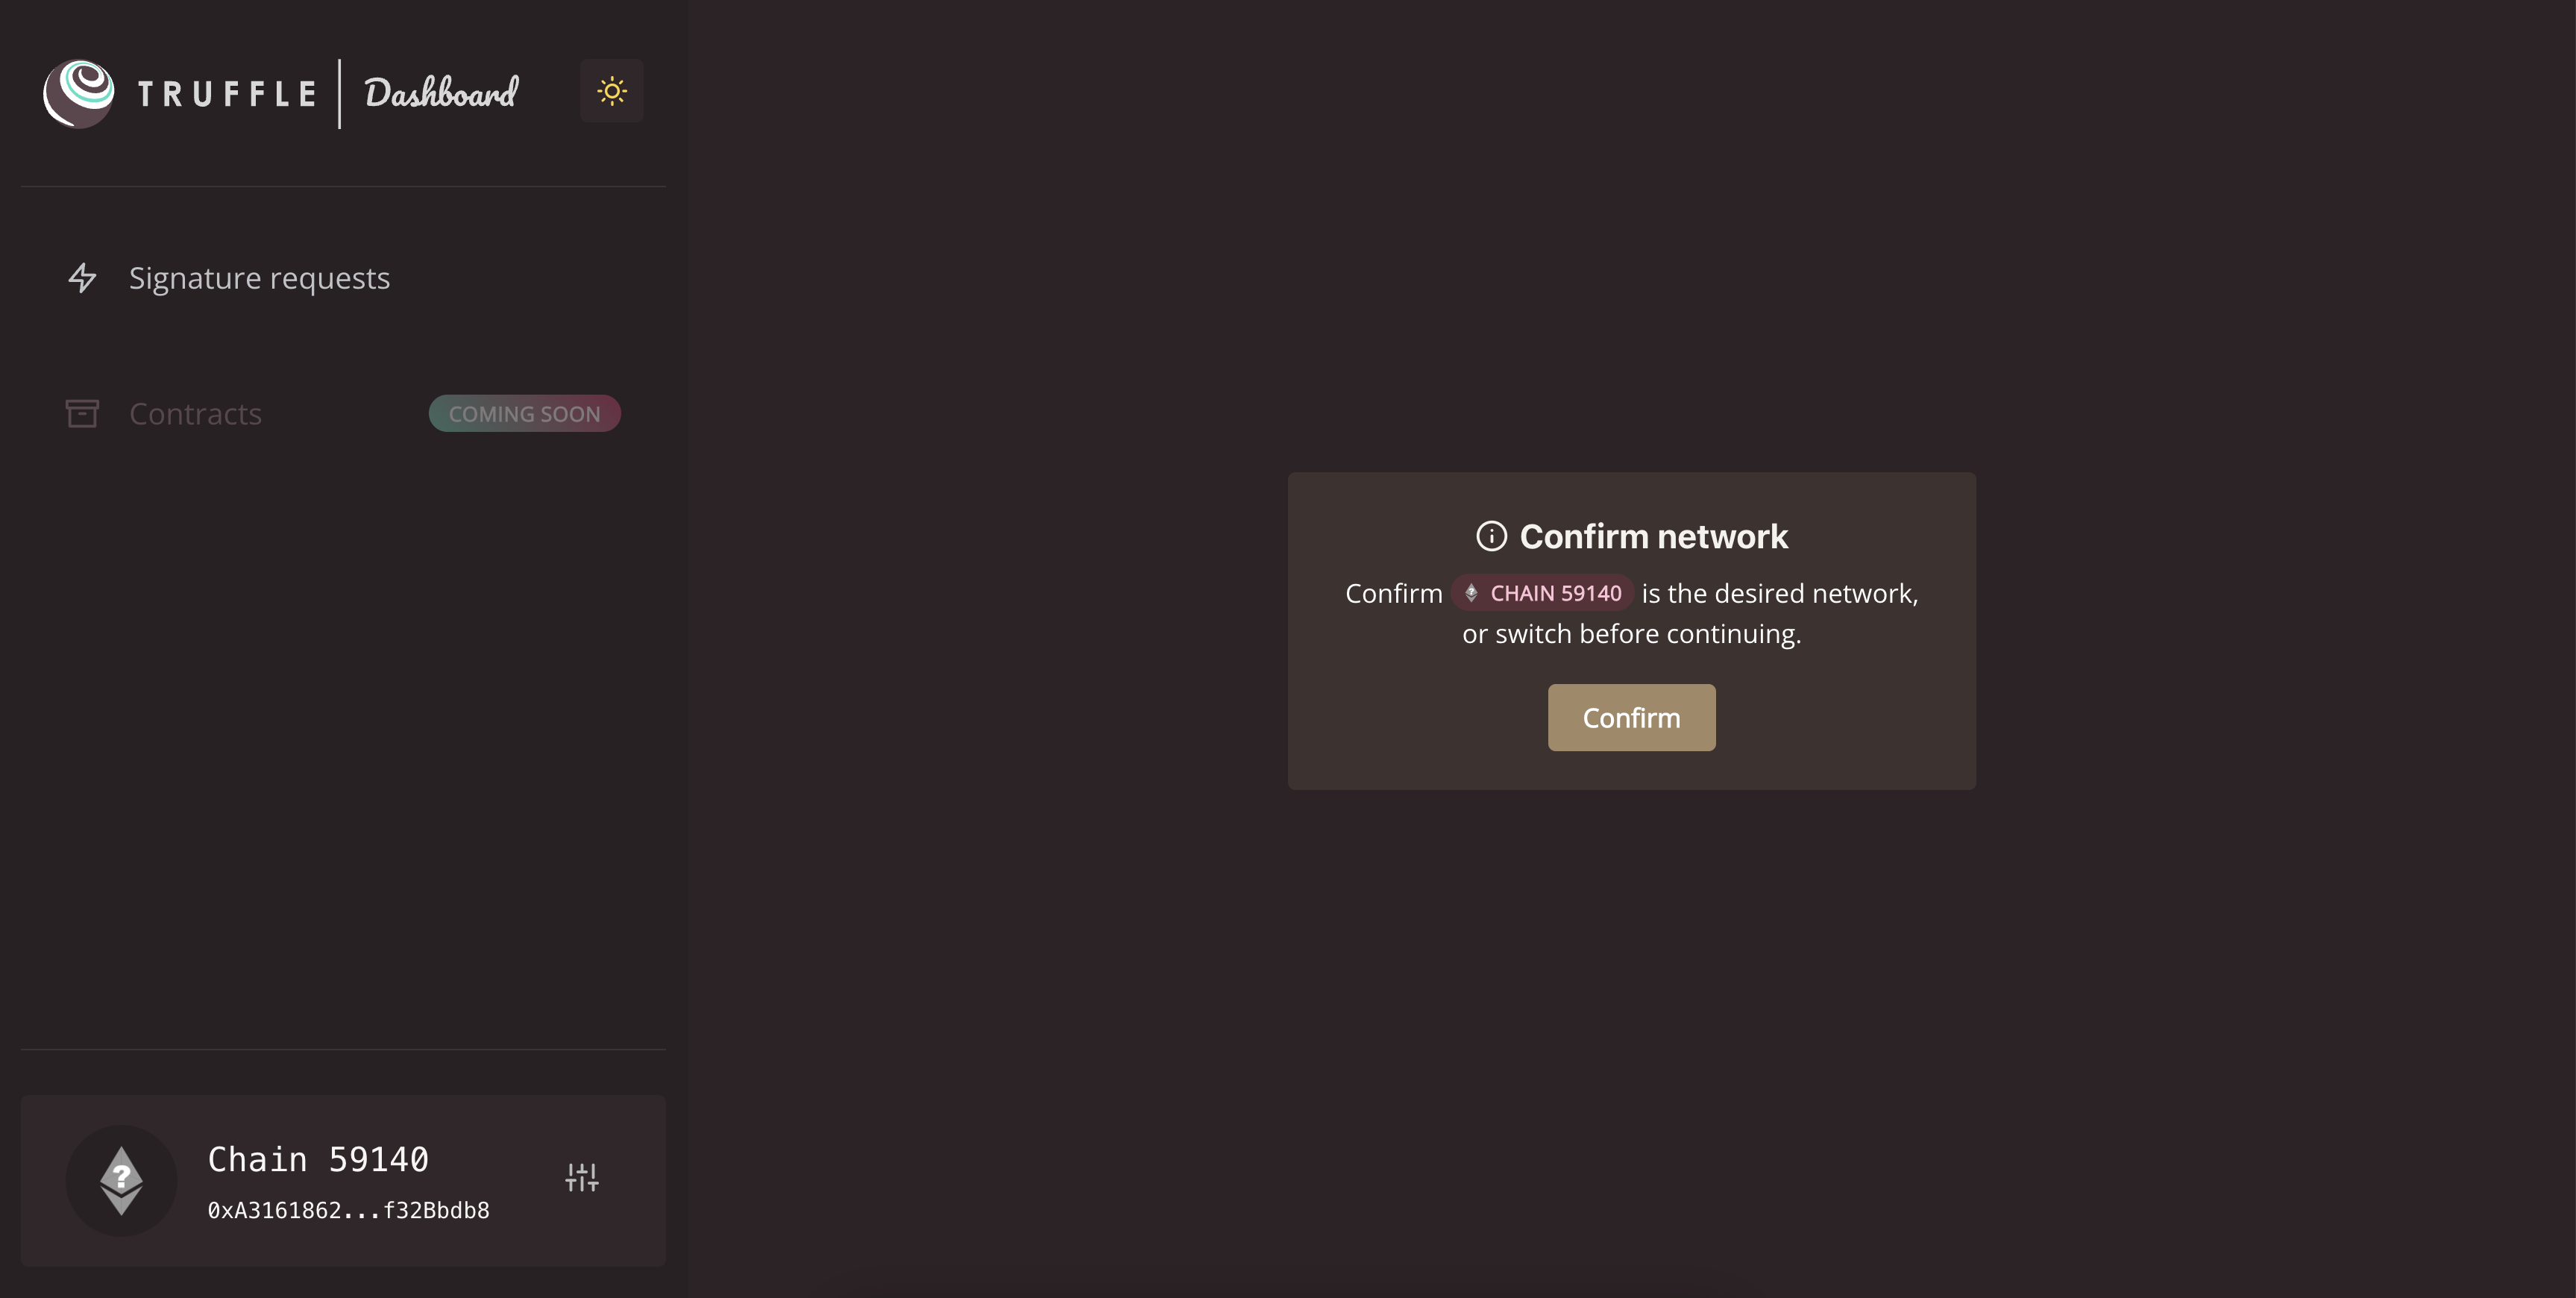 TRUFFLE | Dashboard
Signature requests
Contracts COMING SOON
Confirm network
Confirm CHAIN 59140 is the desired network,
or switch before continuing.
Confirm
? Chain 59140
0xA3161862...f32Bbdb8